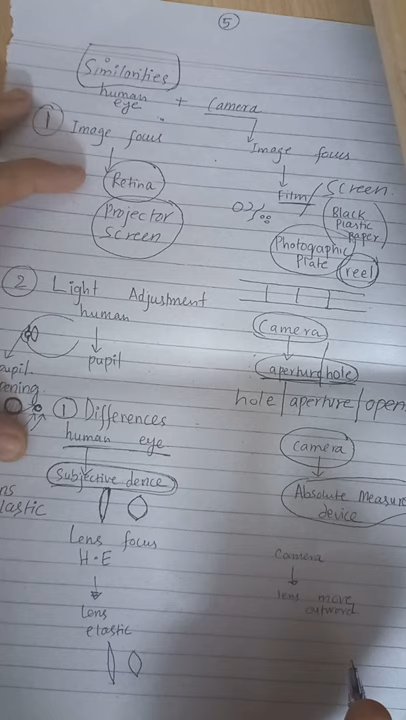 5
Similarities
human eye + Camera
1 Image focus
Image focus
Retina
Film / Screen
Projector Screen
Black Plastic Paper
Photographic Plate
reel
2 Light Adjustment
human
Camera
pupil
aperture/hole
pupil.
hole/aperture/open
1 Differences
human eye
Camera
Subjective
Absolute
device
elastic
Lens focus
H.E
Camera
lens move
outward
Lens
elastic